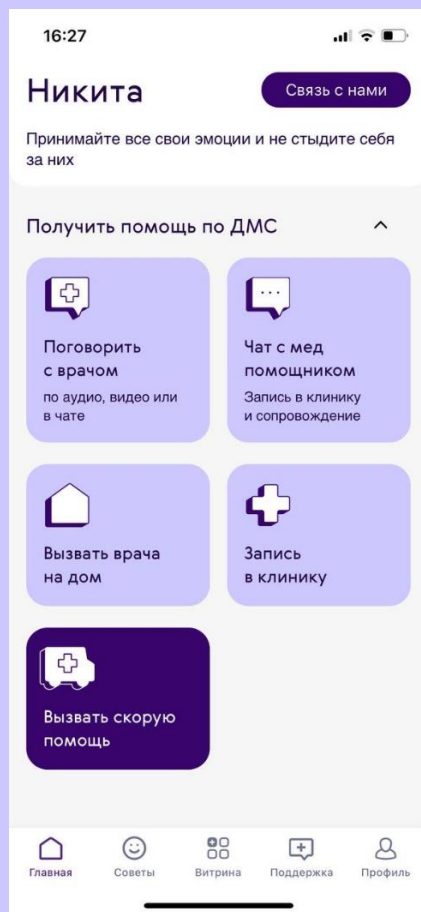 16:27
Никита
Связь с нами
Принимайте все свои эмоции и не стыдите себя
за них
Получить помощь по ДМС
Поговорить
с врачом
по аудио, видео или
в чате
Чат с мед
помощником
Запись в клинику
и сопровождение
Вызвать врача
на дом
Запись
в клинику
Вызвать скорую
помощь
Главная
Советы
Витрина
Поддержка
Профиль